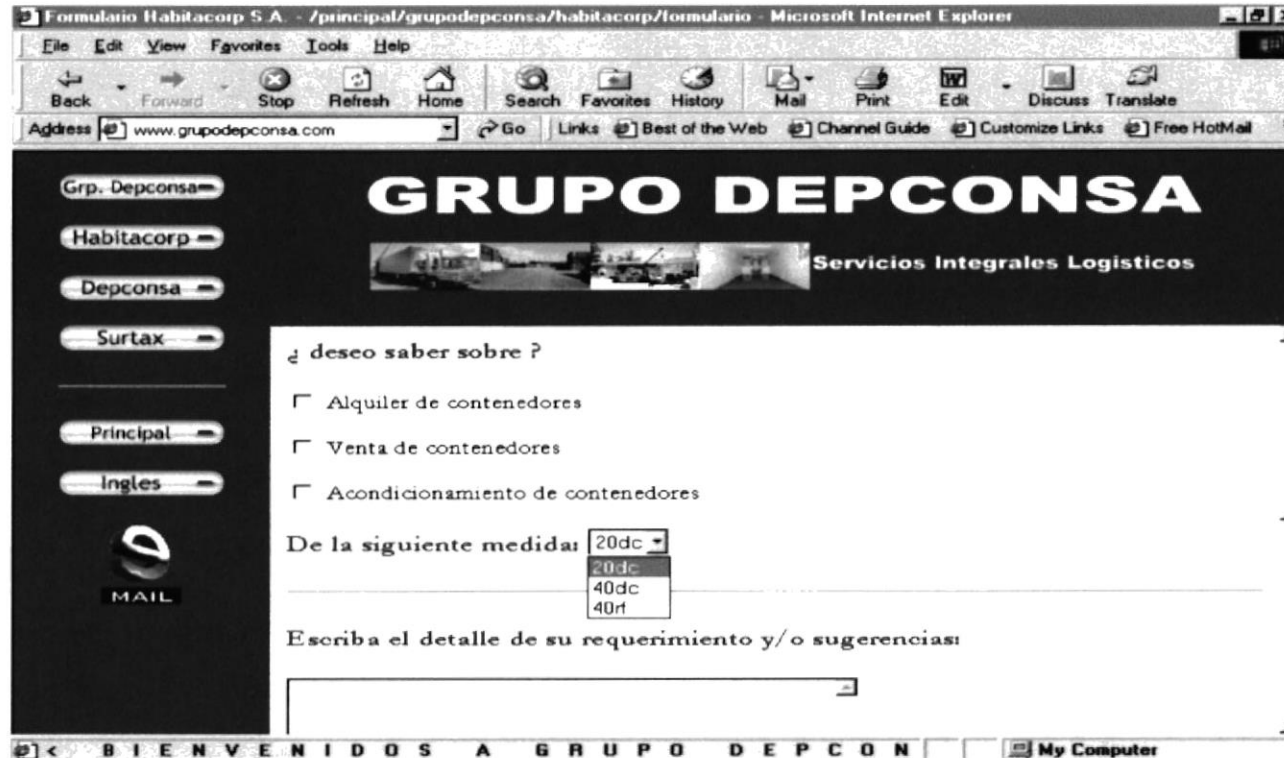 Formulario Habitacorp S.A. - /principal/grupodepconsa/habitacorp/formulario - Microsoft Internet Explorer
File Edit View Favorites Tools Help
Back Forward Stop Refresh Home Search Favorites History Mail Print Edit Discuss Translate
Address www.grupodepconsa.com Go Links Best of the Web Channel Guide Customize Links Free HotMail
Grp. Depconsa
Habitacorp
Depconsa
Surtax
Principal
Ingles
MAIL
GRUPO DEPCONSA
Servicios Integrales Logisticos
¿ deseo saber sobre ?
Alquiler de contenedores
Venta de contenedores
Acondicionamiento de contenedores
De la siguiente medida: 20dc
20dc
40dc
40rf
Escriba el detalle de su requerimiento y/o sugerencias:
< B I E N V E N I D O S A G R U P O D E P C O N
My Computer